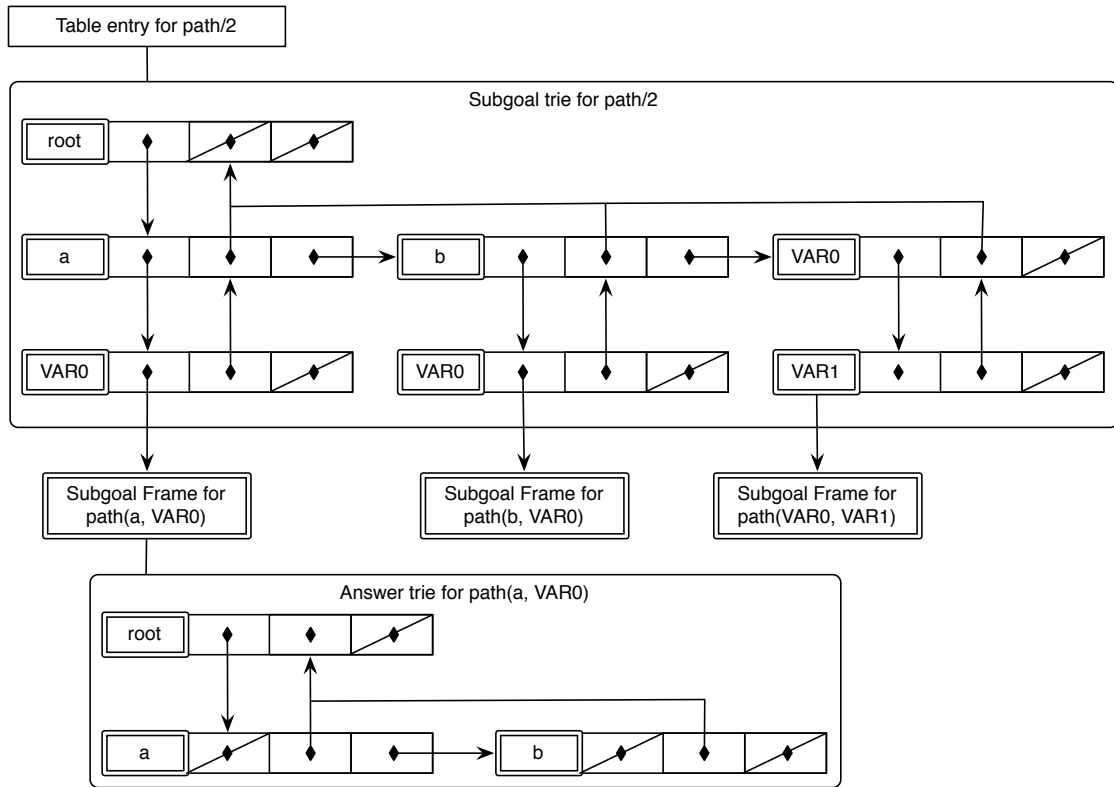 Table entry for path/2
Subgoal trie for path/2
root
a
b
VAR0
VAR0
VAR0
VAR1
Subgoal Frame for
path(a, VAR0)
Subgoal Frame for
path(b, VAR0)
Subgoal Frame for
path(VAR0, VAR1)
Answer trie for path(a, VAR0)
root
a
b